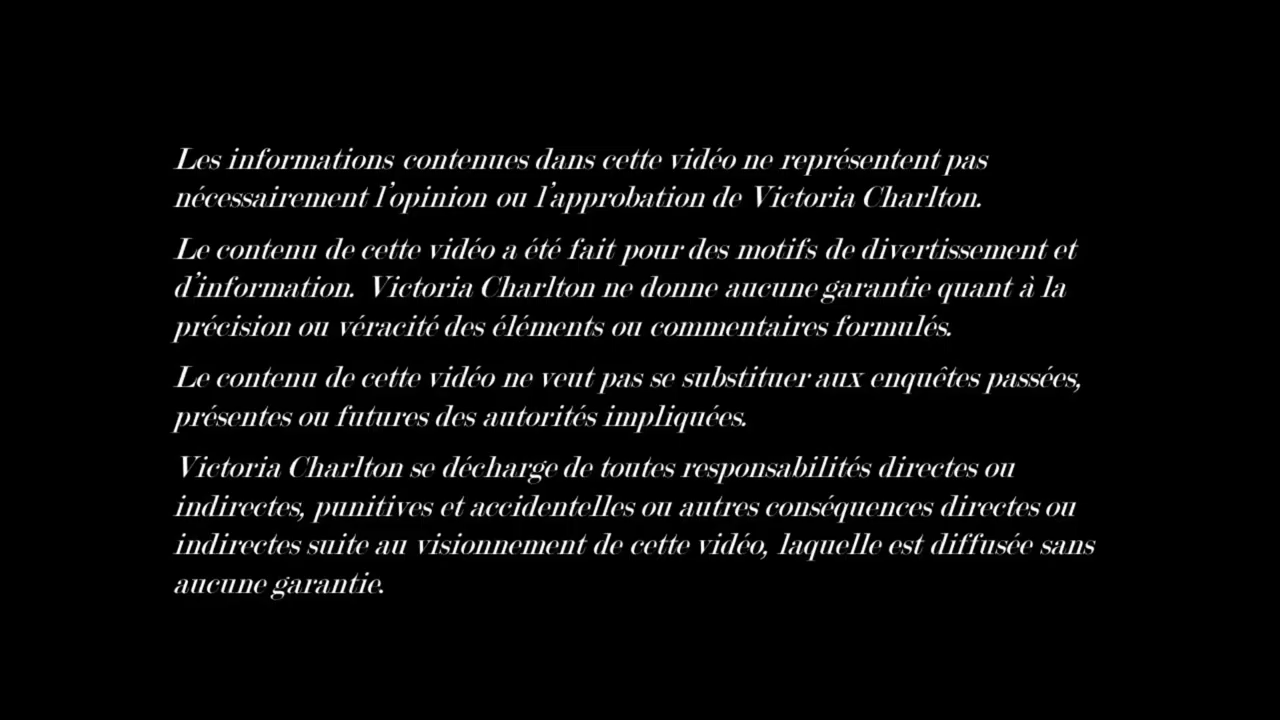 Les informations contenues dans cette vidéo ne représentent pas
nécessairement l’opinion ou l’approbation de Victoria Charlton.
Le contenu de cette vidéo a été fait pour des motifs de divertissement et
d’information. Victoria Charlton ne donne aucune garantie quant à la
précision ou véracité des éléments ou commentaires formulés.
Le contenu de cette vidéo ne veut pas se substituer aux enquêtes passées,
présentes ou futures des autorités impliquées.
Victoria Charlton se décharge de toutes responsabilités directes ou
indirectes, punitives et accidentelles ou autres conséquences directes ou
indirectes suite au visionnement de cette vidéo, laquelle est diffusée sans
aucune garantie.